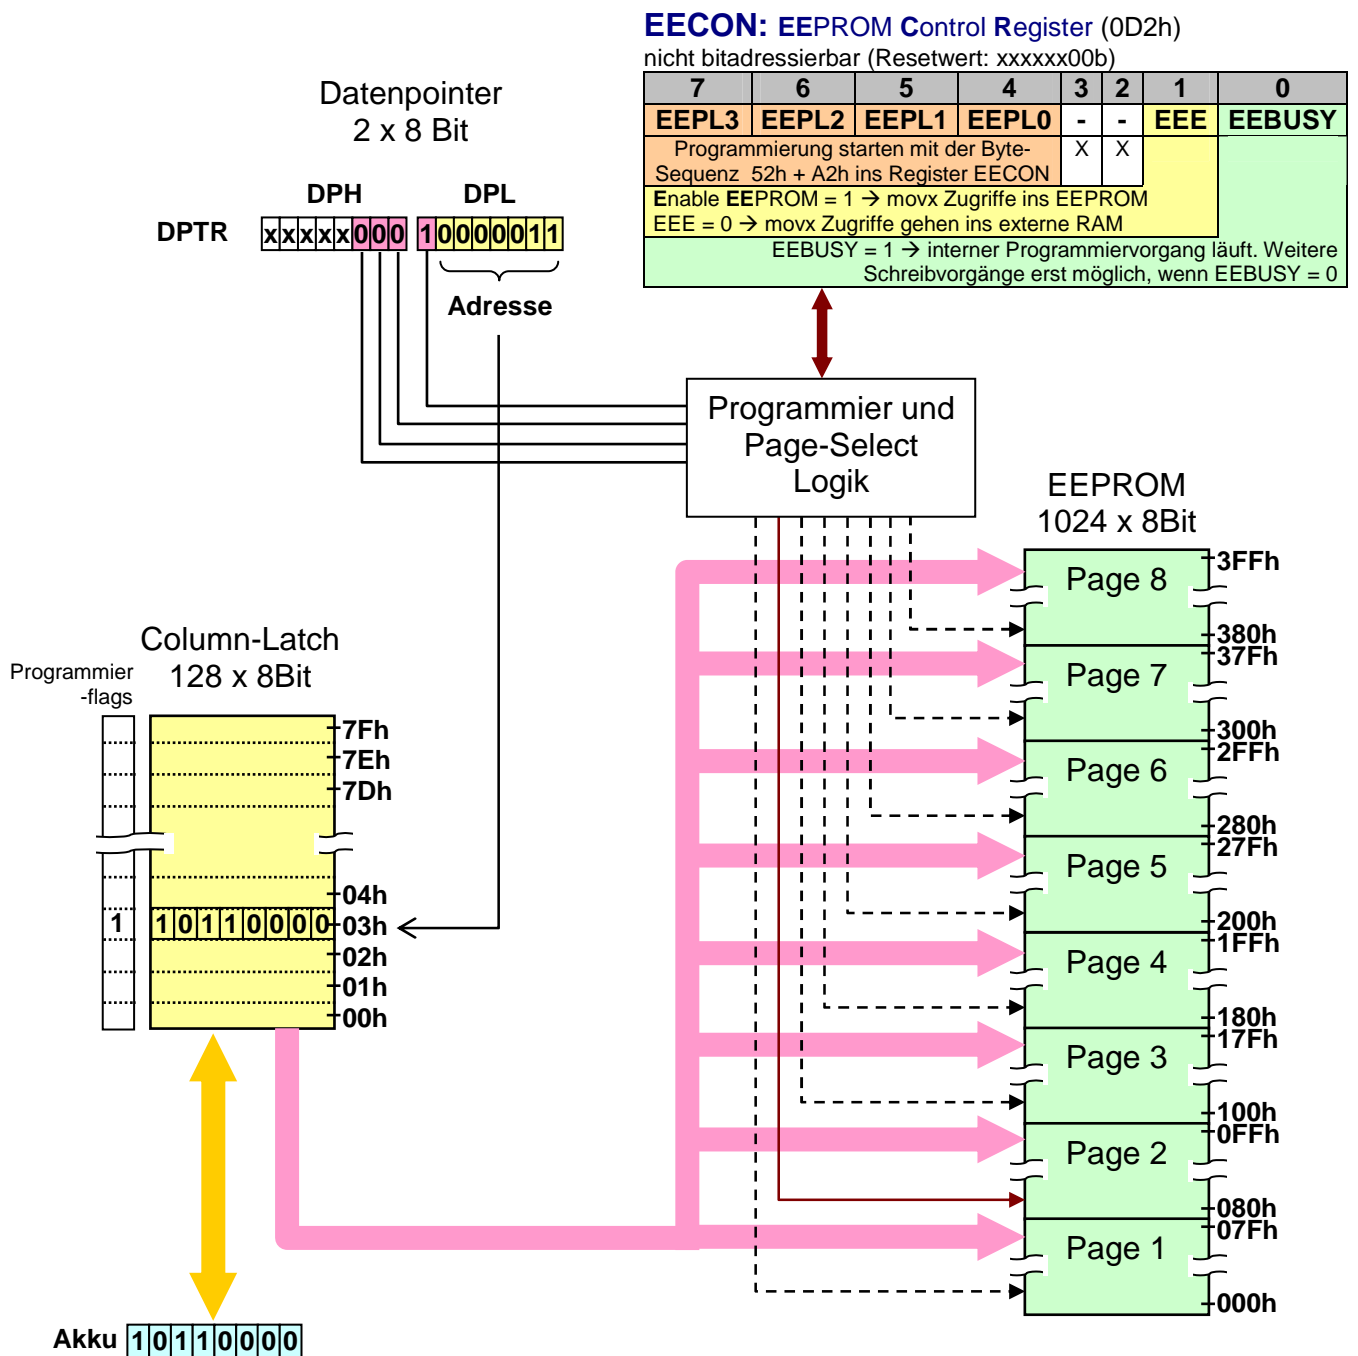 EECON: EEPROM Control Register (0D2h)
nicht bitadressierbar (Resetwert: xxxxxx00b)
7 6 5 4 3 2 1 0
EEPL3 EEPL2 EEPL1 EEPL0 - - EEE EEBUSY
Programmierung starten mit der Byte- X X
Sequenz 52h + A2h ins Register EECON
Enable EEPROM = 1 → movx Zugriffe ins EEPROM
EEE = 0 → movx Zugriffe gehen ins externe RAM
EEBUSY = 1 → interner Programmiervorgang läuft. Weitere
Schreibvorgänge erst möglich, wenn EEBUSY = 0
Datenpointer
2 x 8 Bit
DPH DPL
DPTR xxxxx000 10000011
Adresse
Programmier und
Page-Select
Logik
EEPROM
1024 x 8Bit
Page 8
3FFh
380h
Page 7
37Fh
300h
Page 6
2FFh
280h
Page 5
27Fh
200h
Page 4
1FFh
180h
Page 3
17Fh
100h
Page 2
0FFh
080h
Page 1
07Fh
000h
Column-Latch
128 x 8Bit
Programmier
-flags
7Fh
7Eh
7Dh
04h
1 10110000 03h
02h
01h
00h
Akku 10110000